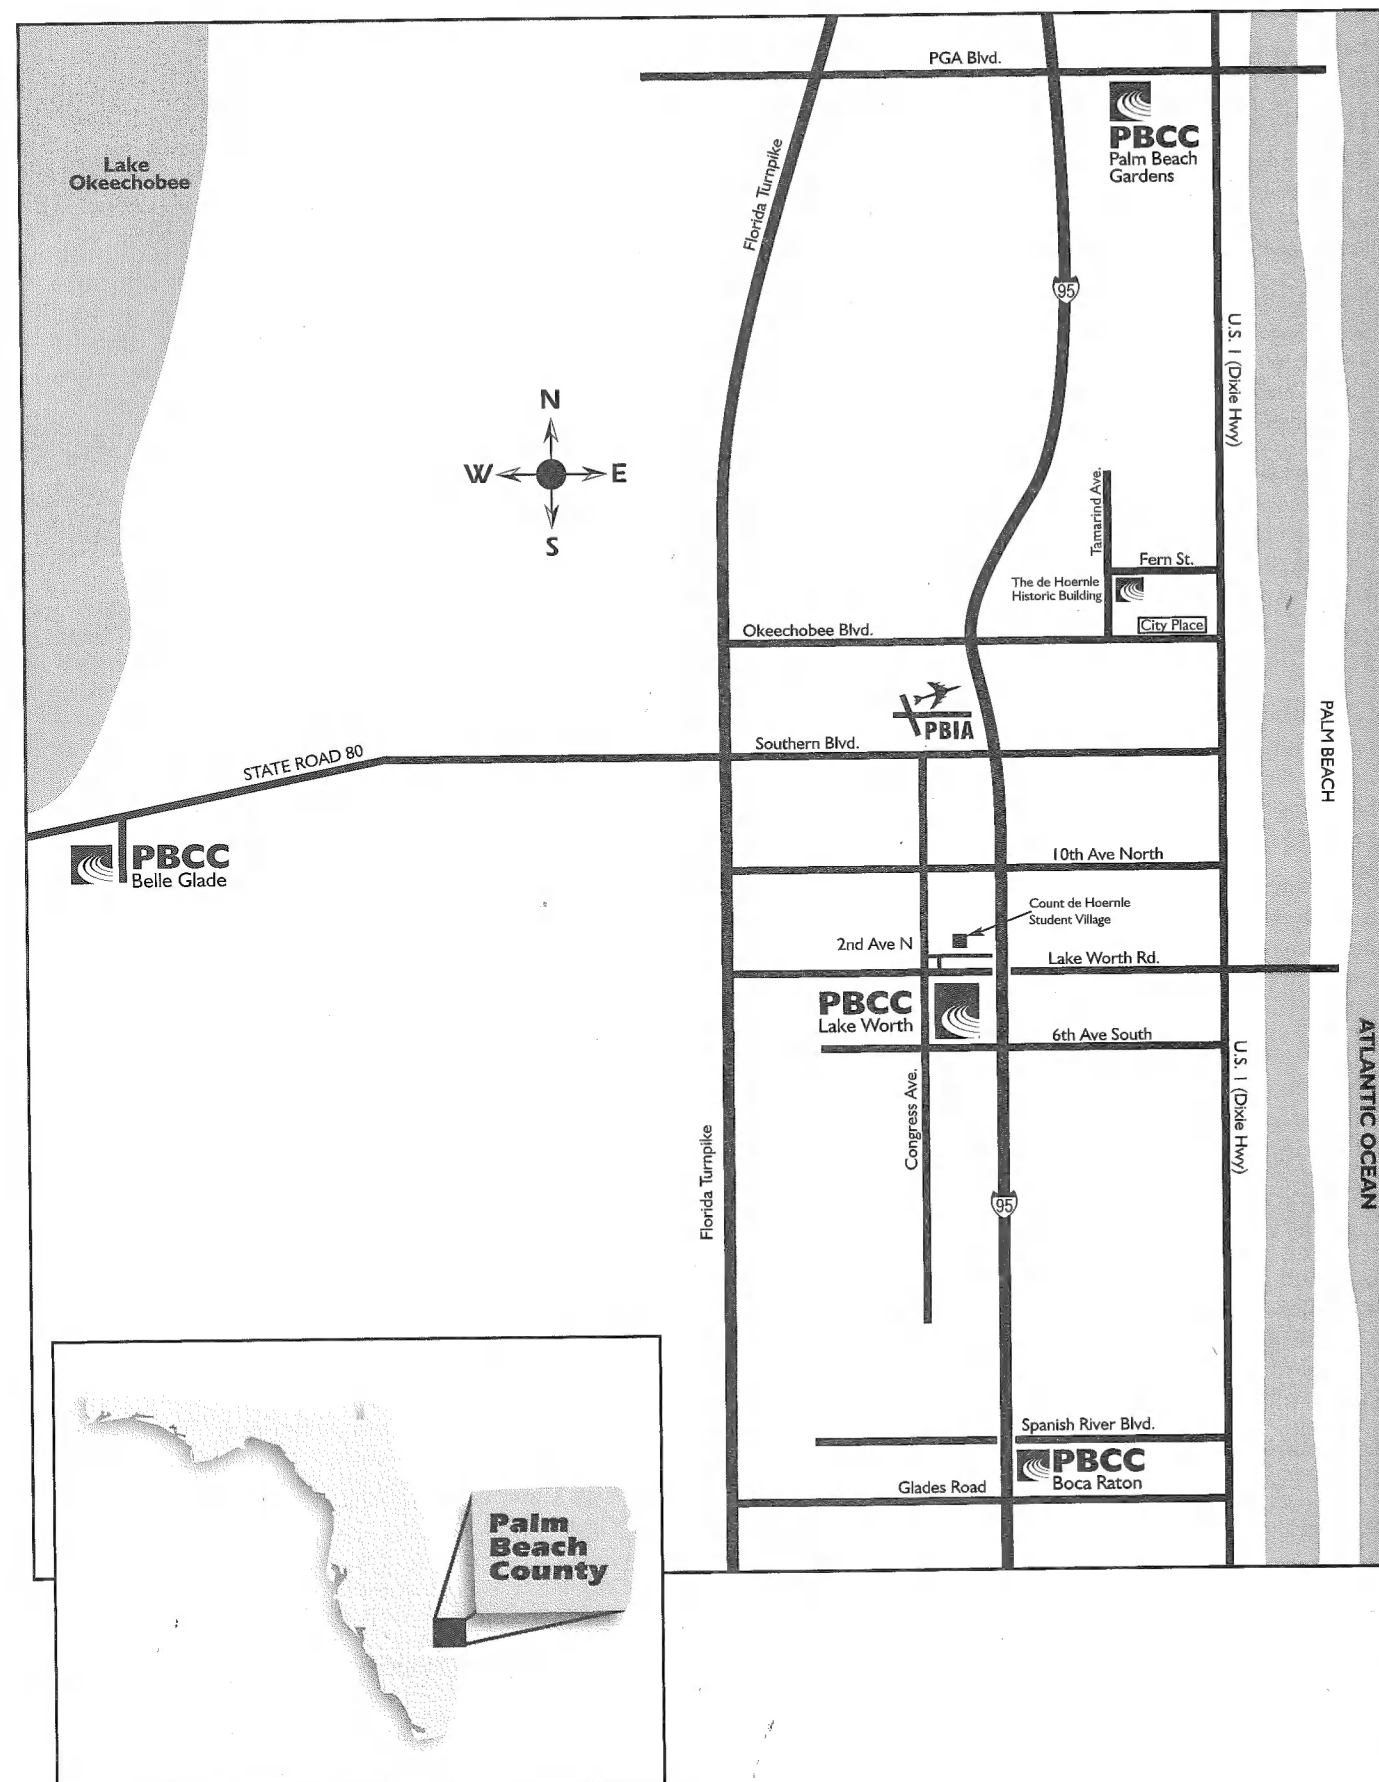 PGA Blvd.
PBCC
Palm Beach
Gardens
Lake
Okeechobee
Florida Turnpike
95
U.S. 1 (Dixie Hwy)
N
W
E
S
Tamarind Ave.
Fern St.
The de Hoernle
Historic Building
City Place
Okeechobee Blvd.
PBIA
PALM BEACH
Southern Blvd.
STATE ROAD 80
PBCC
Belle Glade
10th Ave North
Count de Hoernle
Student Village
2nd Ave N
Lake Worth Rd.
PBCC
Lake Worth
6th Ave South
ATLANTIC OCEAN
U.S. 1 (Dixie Hwy)
Congress Ave.
Florida Turnpike
95
Spanish River Blvd.
PBCC
Boca Raton
Glades Road
Palm
Beach
County